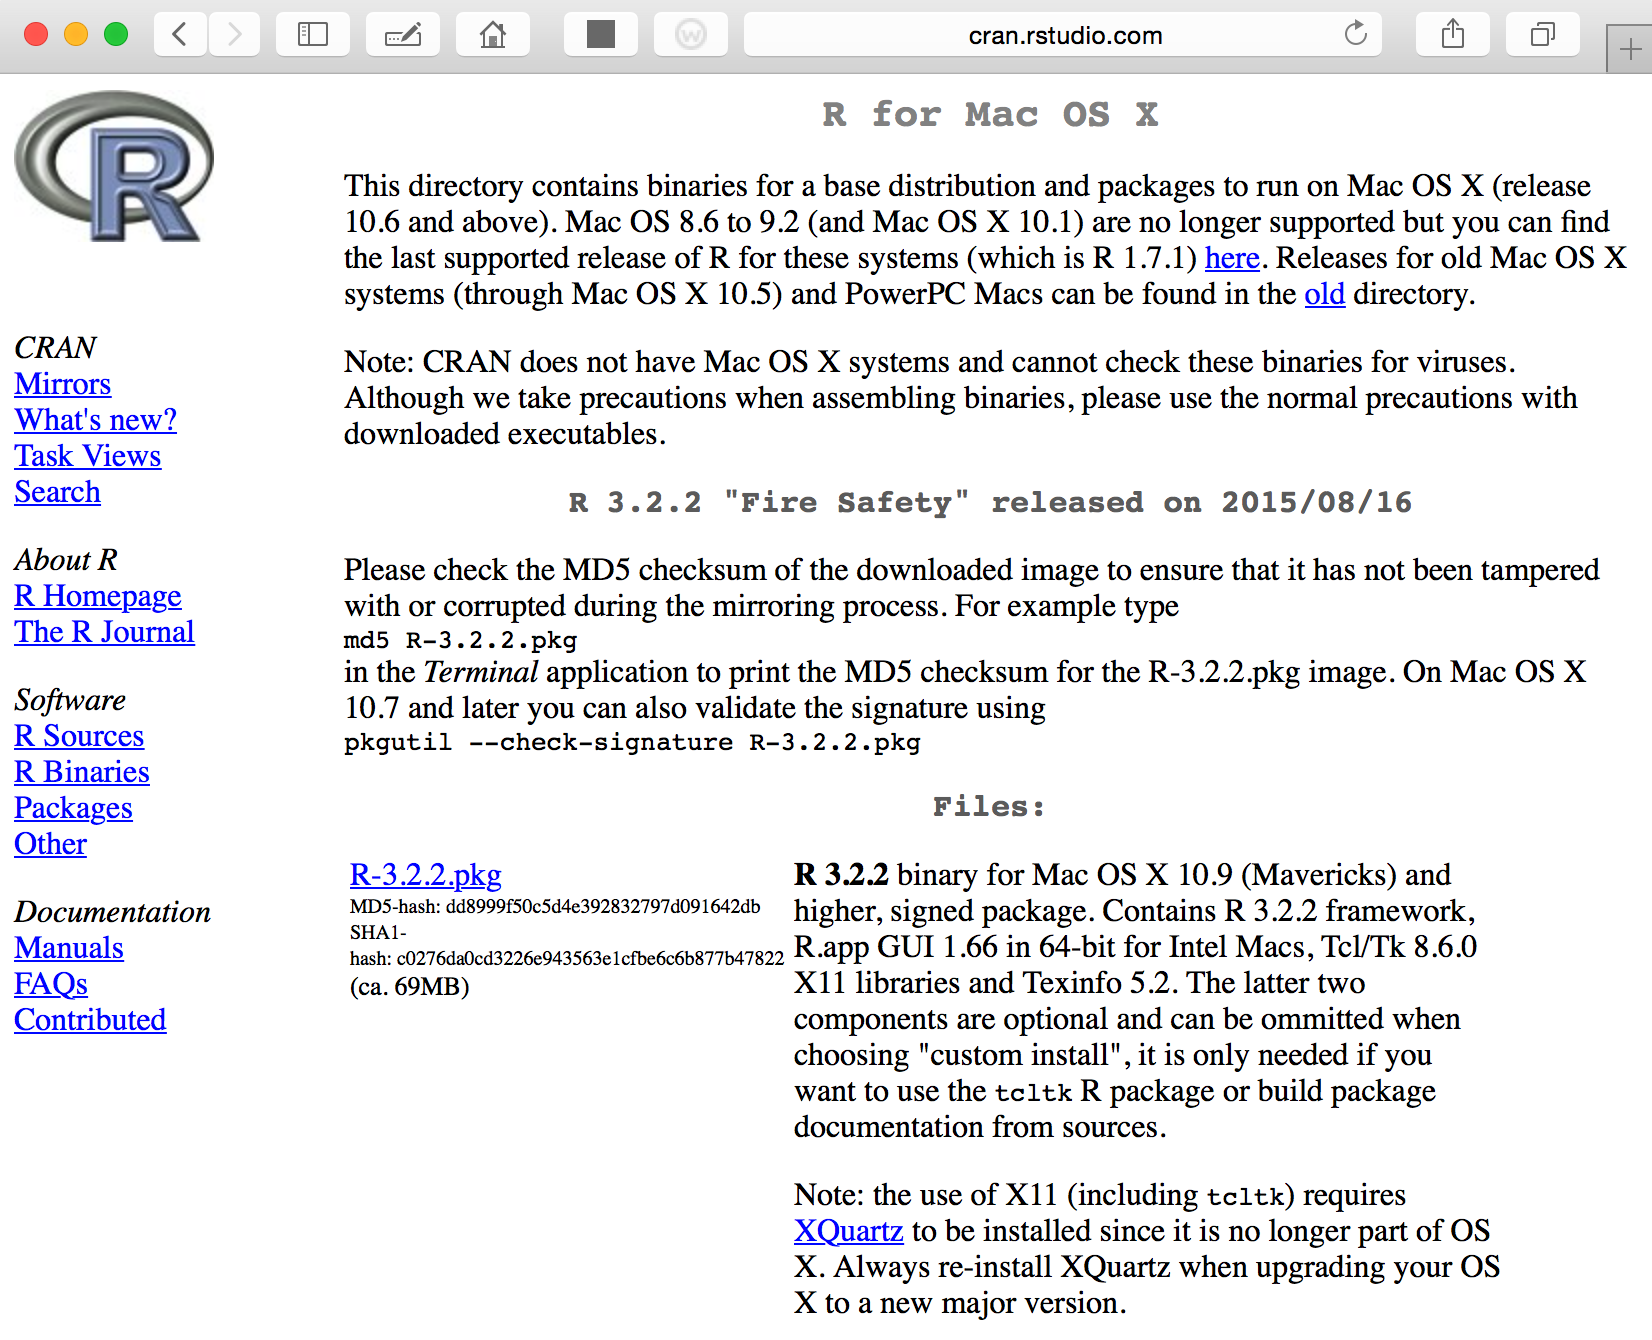 cran.rstudio.com
R
R for Mac OS X
This directory contains binaries for a base distribution and packages to run on Mac OS X (release
10.6 and above). Mac OS 8.6 to 9.2 (and Mac OS X 10.1) are no longer supported but you can find
the last supported release of R for these systems (which is R 1.7.1) here. Releases for old Mac OS X
systems (through Mac OS X 10.5) and PowerPC Macs can be found in the old directory.
CRAN
Mirrors
What's new?
Task Views
Search
About R
R Homepage
The R Journal
Software
R Sources
R Binaries
Packages
Other
Documentation
Manuals
FAQs
Contributed
Note: CRAN does not have Mac OS X systems and cannot check these binaries for viruses.
Although we take precautions when assembling binaries, please use the normal precautions with
downloaded executables.
R 3.2.2 "Fire Safety" released on 2015/08/16
Please check the MD5 checksum of the downloaded image to ensure that it has not been tampered
with or corrupted during the mirroring process. For example type
md5 R-3.2.2.pkg
in the Terminal application to print the MD5 checksum for the R-3.2.2.pkg image. On Mac OS X
10.7 and later you can also validate the signature using
pkgutil --check-signature R-3.2.2.pkg
Files:
R-3.2.2.pkg
MD5-hash: dd8999f50c5d4e392832797d091642db
SHA1-
hash: c0276da0cd3226e943563e1cfbe6c6b877b47822
(ca. 69MB)
R 3.2.2 binary for Mac OS X 10.9 (Mavericks) and
higher, signed package. Contains R 3.2.2 framework,
R.app GUI 1.66 in 64-bit for Intel Macs, Tcl/Tk 8.6.0
X11 libraries and Texinfo 5.2. The latter two
components are optional and can be ommitted when
choosing "custom install", it is only needed if you
want to use the tcltk R package or build package
documentation from sources.
Note: the use of X11 (including tcltk) requires
XQuartz to be installed since it is no longer part of OS
X. Always re-install XQuartz when upgrading your OS
X to a new major version.